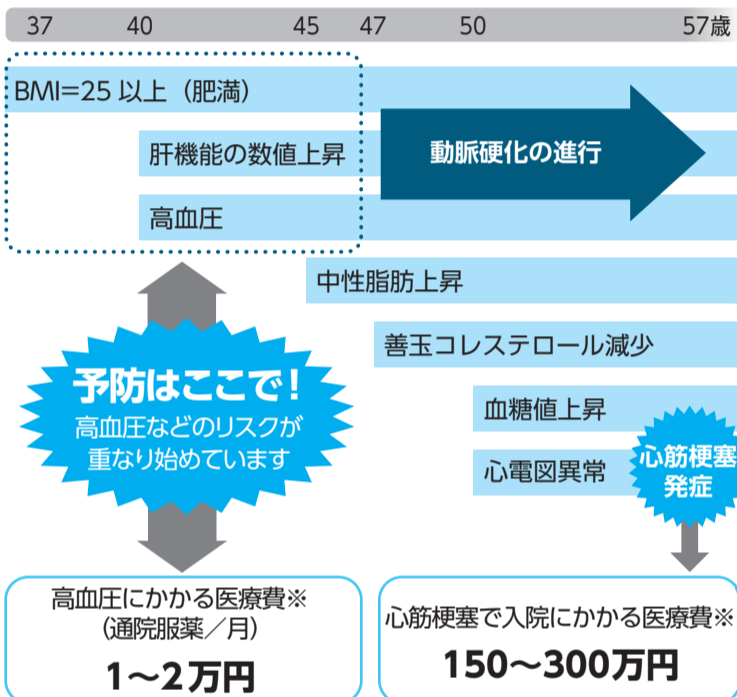 37 40 45 47 50 57歳
BMI=25 以上（肥満）
肝機能の数値上昇
動脈硬化の進行
高血圧
中性脂肪上昇
善玉コレステロール減少
予防はここで！
高血圧などのリスクが
重なり始めています
血糖値上昇
心電図異常
心筋梗塞
発症
高血圧にかかる医療費※
（通院服薬／月）
1〜2万円
心筋梗塞で入院にかかる医療費※
150〜300万円